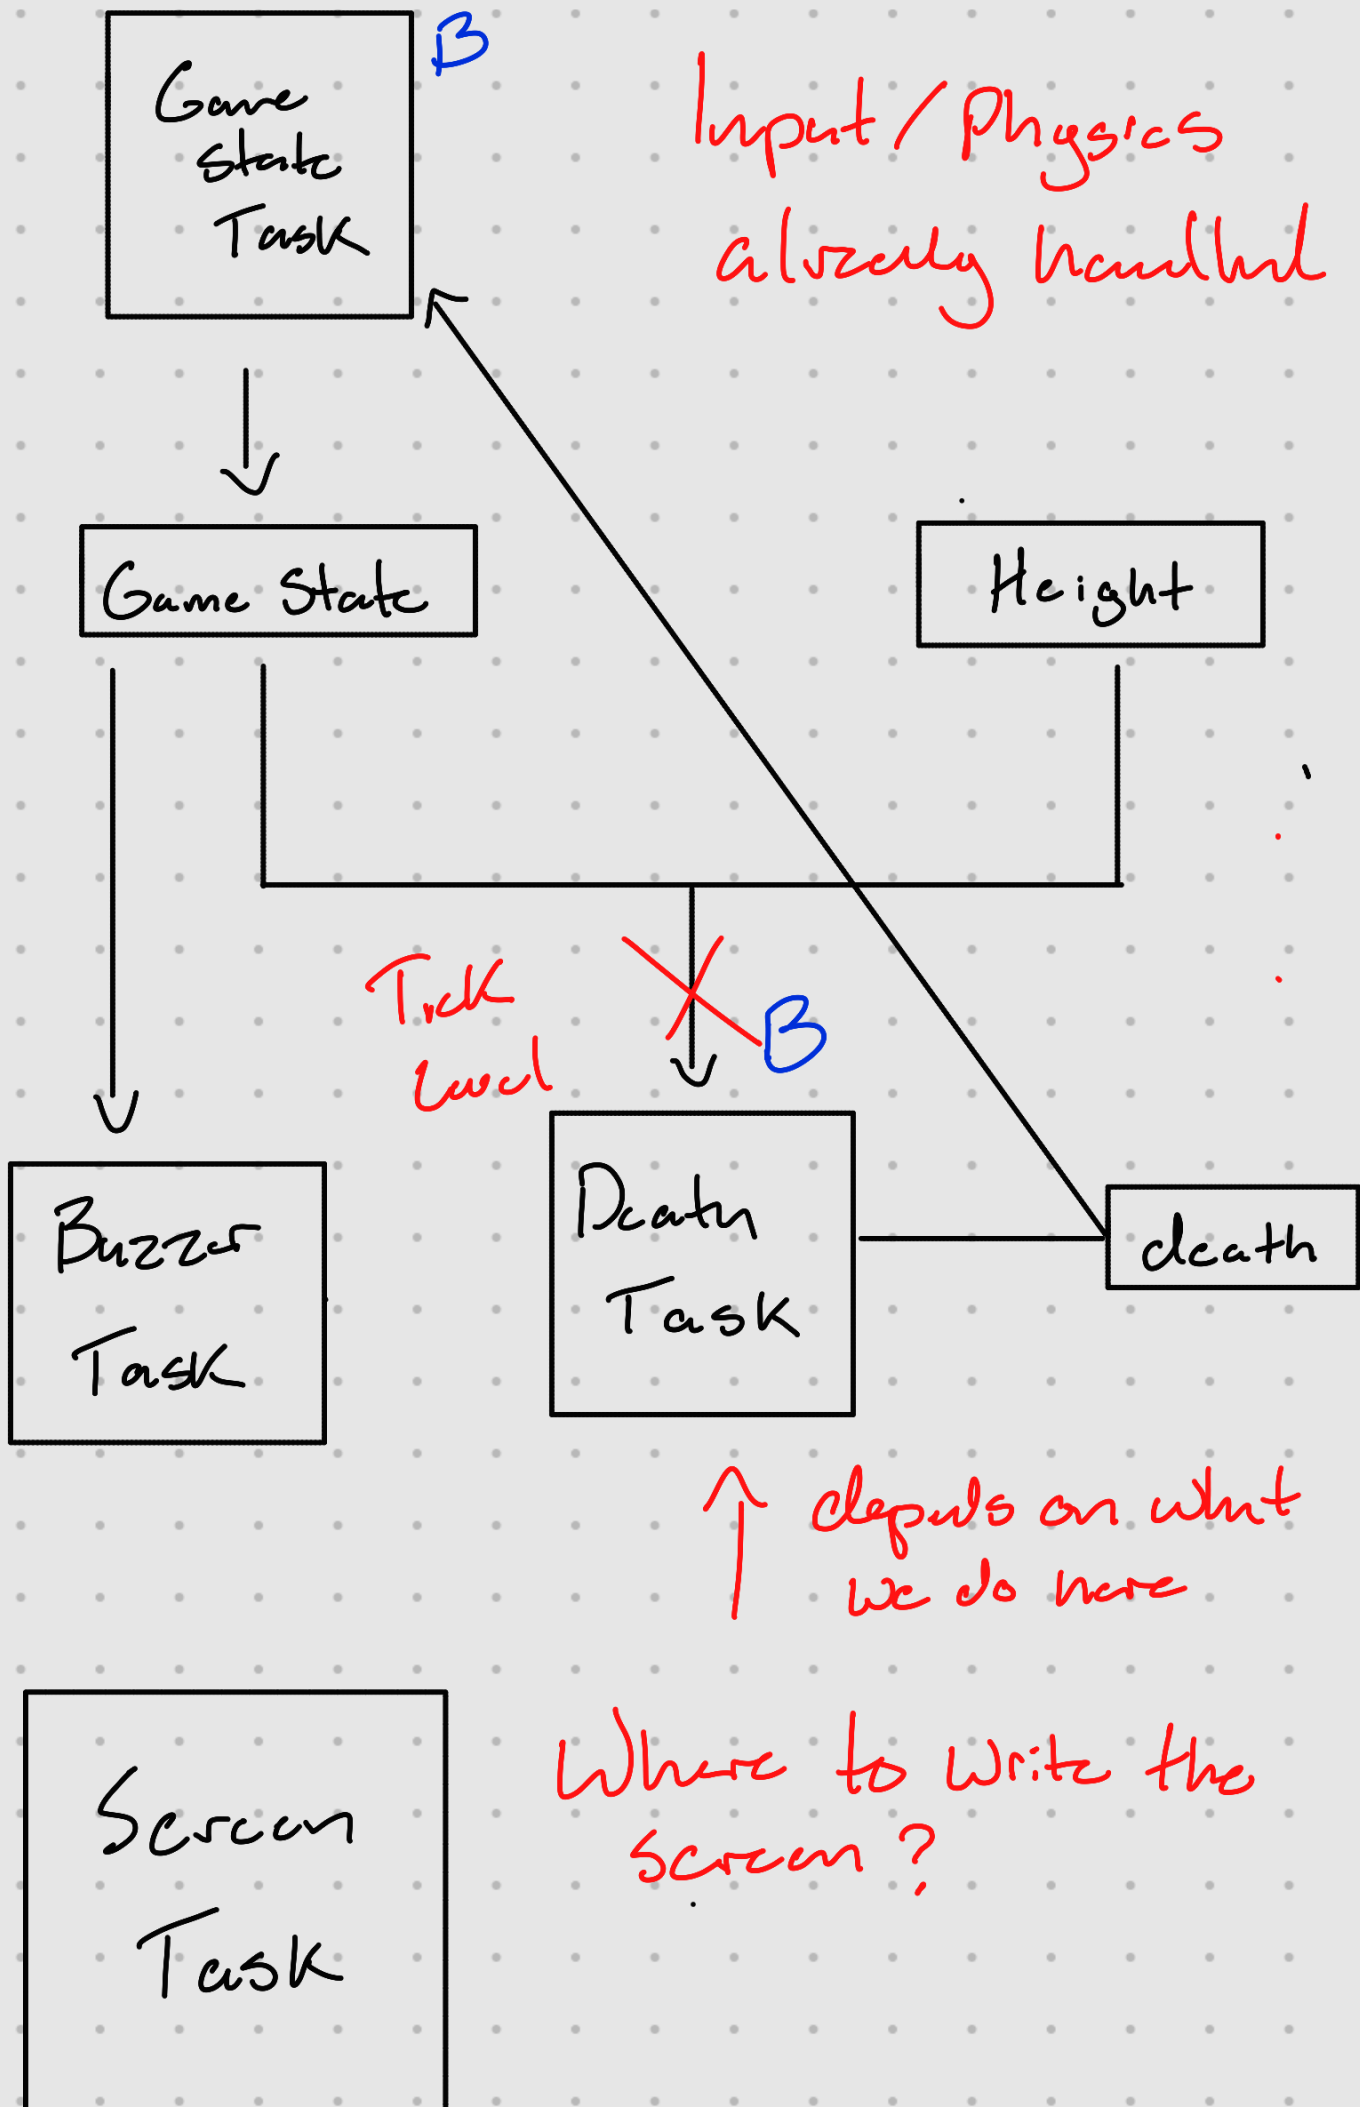 Game
State
Task
B
Input/Physics
already handled
Game State
Height
Tick
Level
B
Buzzer
Task
Death
Task
death
depends on what
we do here
Screen
Task
Where to write the
screen?